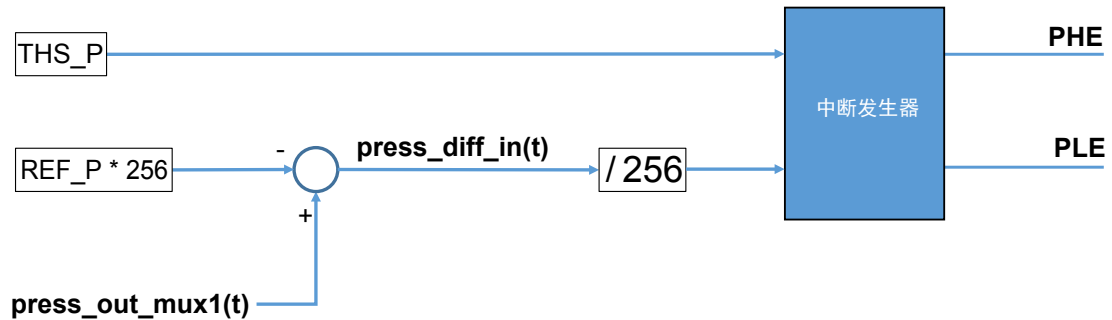 PHE
THS_P
中断发生器
press_diff_in(t)
PLE
-
REF_P * 256
/ 256
+
press_out_mux1(t)